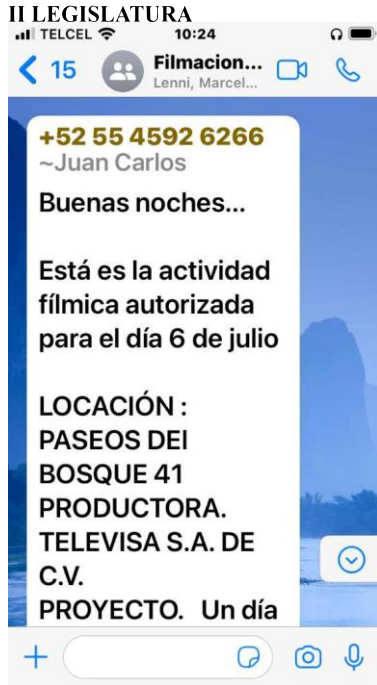 II LEGISLATURA
TELCEL 10:24
15 Filmacion...
Lenni, Marcel...
+52 55 4592 6266
~Juan Carlos
Buenas noches...
Está es la actividad
fílmica autorizada
para el día 6 de julio
LOCACIÓN :
PASEOS DEl
BOSQUE 41
PRODUCTORA.
TELEVISA S.A. DE
C.V.
PROYECTO. Un día